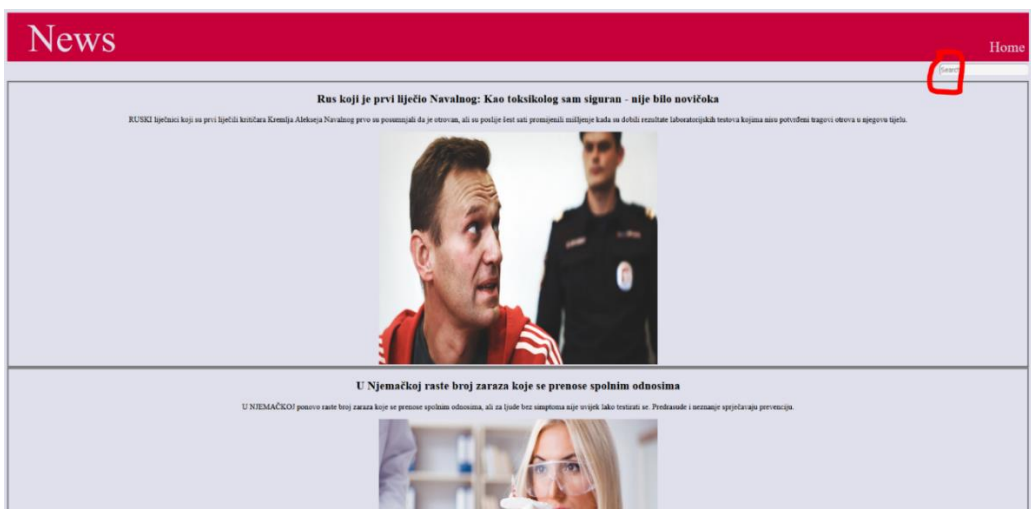 News
Home
Search
Rus koji je prvi liječio Navalnog: Kao toksikolog sam siguran - nije bilo novičoka
RUSKI liječnici koji su prvi liječili kritičara Kremlja Alekseja Navalnog prvo su posumnjali da je otrovan, ali su poslije šest sati promijenili mišljenje kada su dobili rezultate laboratorijskih testova kojima nisu potvrđeni tragovi otrova u njegovu tijelu.
U Njemačkoj raste broj zaraza koje se prenose spolnim odnosima
U NJEMAČKOJ ponovo raste broj zaraza koje se prenose spolnim odnosima, ali za ljude bez simptoma nije uvijek lako testirati se. Predrasude i neznanje sprječavaju prevenciju.